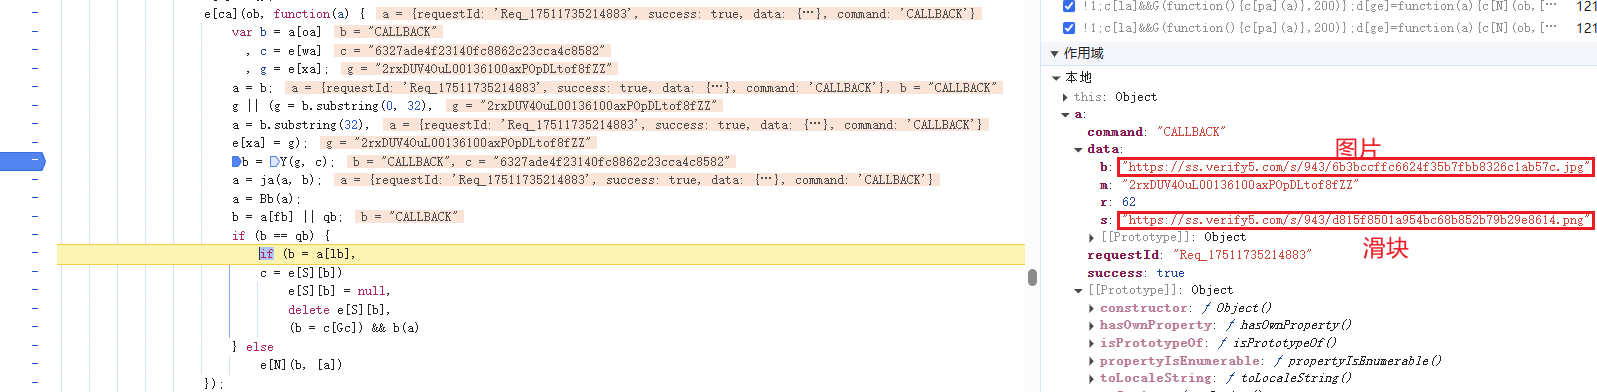 e[ca](ob, function(a) { a = {requestId: 'Req_17511735214883', success: true, data: {…}, command: 'CALLBACK'}
var b = a[oa] b = "CALLBACK"
, c = e[wa] c = "6327ade4f23140fc8862c23cca4c8582"
, g = e[xa]; g = "2rxDUV4OuL00136100axPOpDLtof8fZZ"
a = b; a = {requestId: 'Req_17511735214883', success: true, data: {…}, command: 'CALLBACK'}, b = "CALLBACK"
g || (g = b.substring(0, 32), g = "2rxDUV4OuL00136100axPOpDLtof8fZZ"
a = b.substring(32), a = {requestId: 'Req_17511735214883', success: true, data: {…}, command: 'CALLBACK'}
e[xa] = g); g = "2rxDUV4OuL00136100axPOpDLtof8fZZ"
b = Y(g, c); b = "CALLBACK", c = "6327ade4f23140fc8862c23cca4c8582"
a = ja(a, b); a = {requestId: 'Req_17511735214883', success: true, data: {…}, command: 'CALLBACK'}
a = Bb(a);
b = a[fb] || qb; b = "CALLBACK"
if (b == qb) {
if (b = a[lb],
c = e[S][b])
e[S][b] = null,
delete e[S][b],
(b = c[Gc]) && b(a)
} else
e[N](b, [a])
});
!1;c[la]&&G(function(){c[pa](a)},200)};d[ge]=function(a){c[N](ob,[… 121
!1;c[la]&&G(function(){c[pa](a)},200)};d[ge]=function(a){c[N](ob,[… 121
作用域
本地
this: Object
a:
command: "CALLBACK"
data:
图片
b: "https://ss.verify5.com/s/943/6b3bccffc6624f35b7fbb8326c1ab57c.jpg"
m: "2rxDUV4OuL00136100axPOpDLtof8fZZ"
r: 62
s: "https://ss.verify5.com/s/943/d815f8501a954bc68b852b79b29e8614.png"
[[Prototype]]: Object
滑块
requestId: "Req_17511735214883"
success: true
[[Prototype]]: Object
constructor: ƒ Object()
hasOwnProperty: ƒ hasOwnProperty()
isPrototypeOf: ƒ isPrototypeOf()
propertyIsEnumerable: ƒ propertyIsEnumerable()
toLocaleString: ƒ toLocaleString()